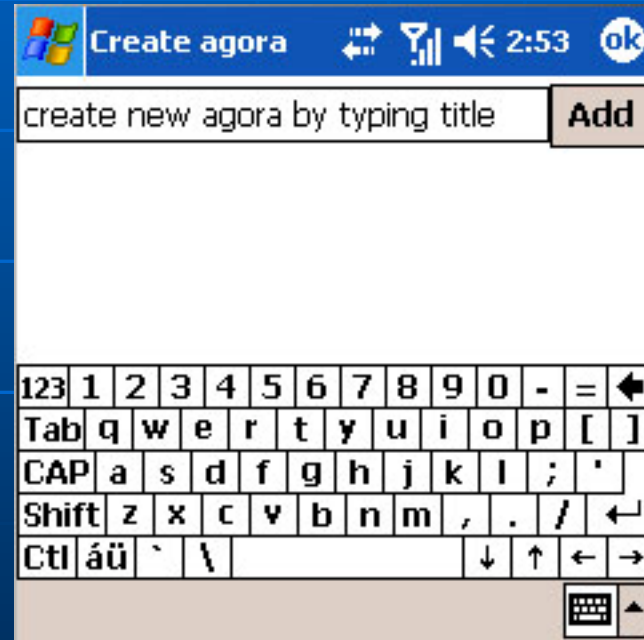 Create agora 2:53 ok
create new agora by typing title Add
123 1 2 3 4 5 6 7 8 9 0 - =
Tab q w e r t y u i o p [ ]
CAP a s d f g h j k l ; '
Shift z x c v b n m , . /
Ctl áü ` \